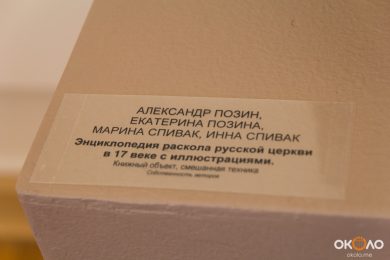 АЛЕКСАНДР ПОЗИН,
ЕКАТЕРИНА ПОЗИНА,
МАРИНА СПИВАК, ИННА СПИВАК
Энциклопедия раскола русской церкви
в 17 веке с иллюстрациями.
Книжный объект, смешанная техника
Собственность авторов
ОКОЛО
okolo.me